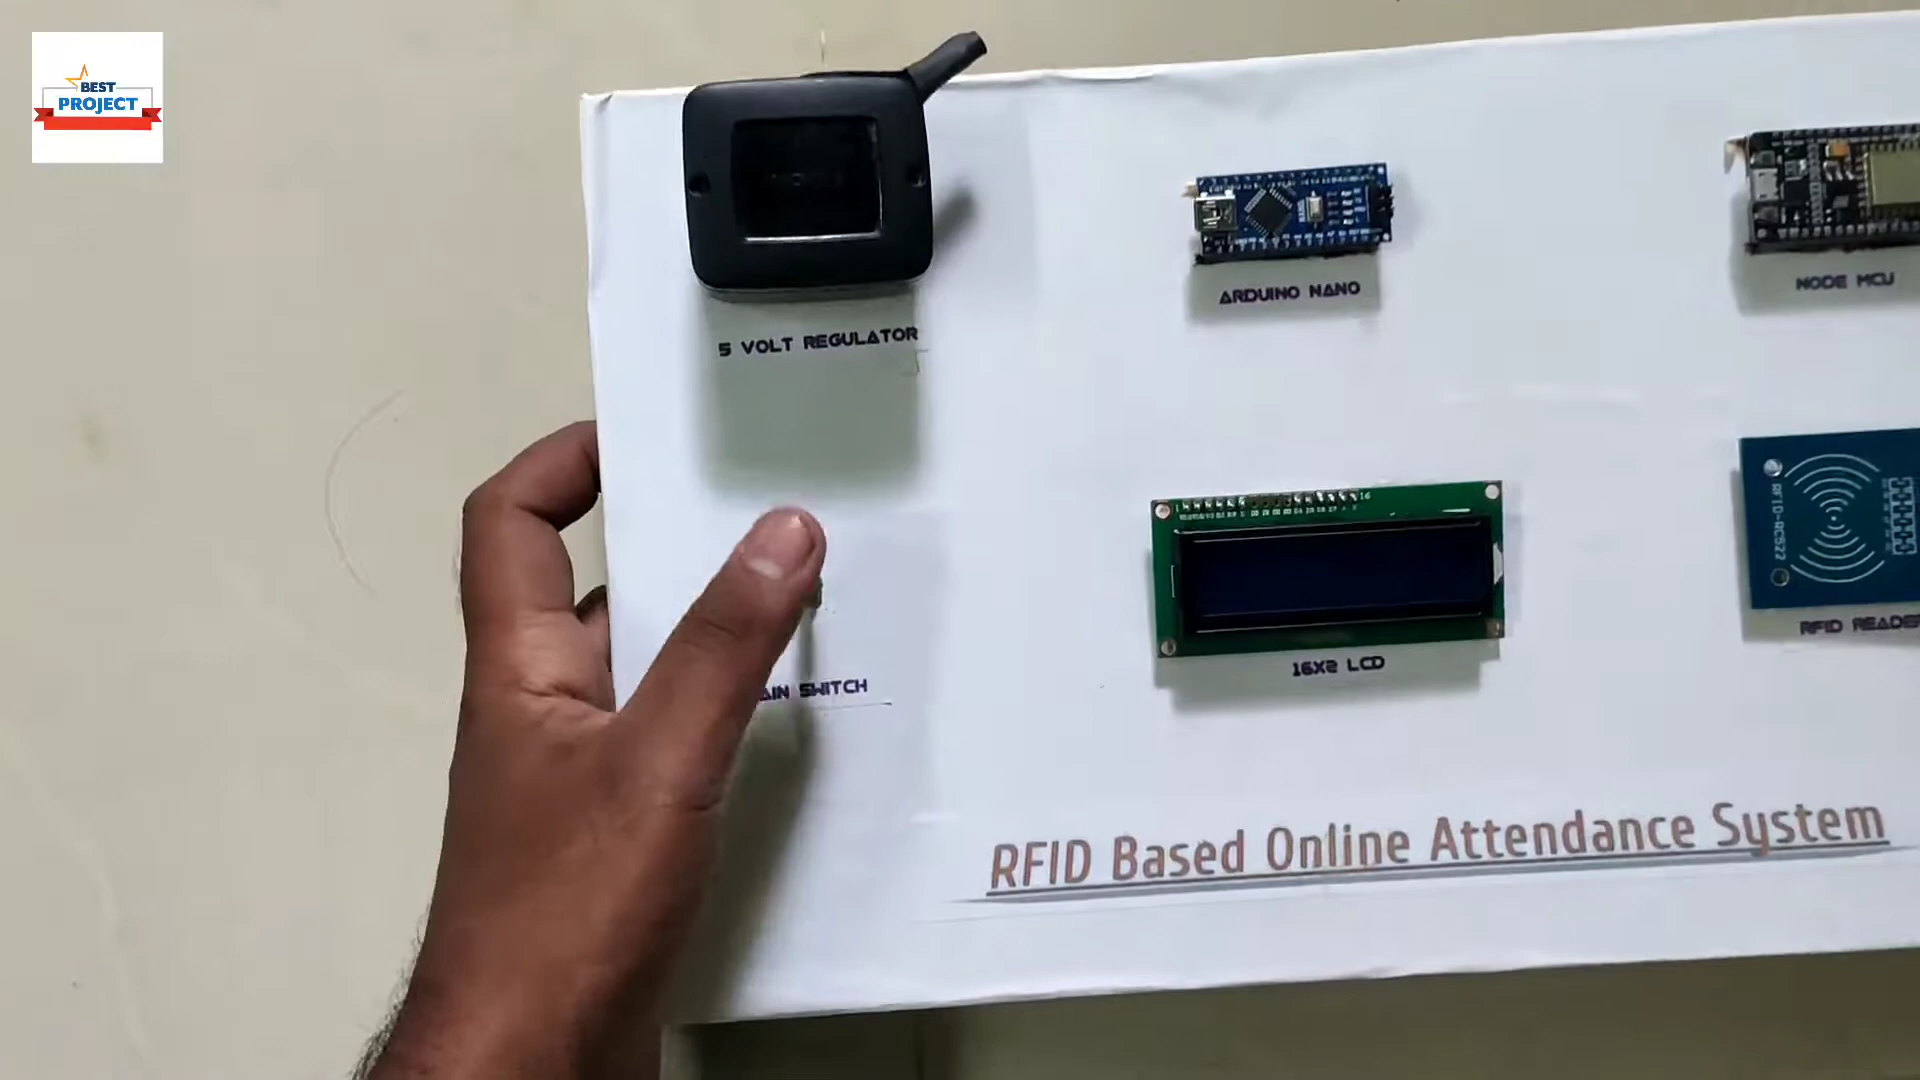 BEST
PROJECT
5 VOLT REGULATOR
ARDUINO NANO
NODE MCU
16
RFID-RC522
AIN SWITCH
16X2 LCD
RFID READE
RFID Based Online Attendance System